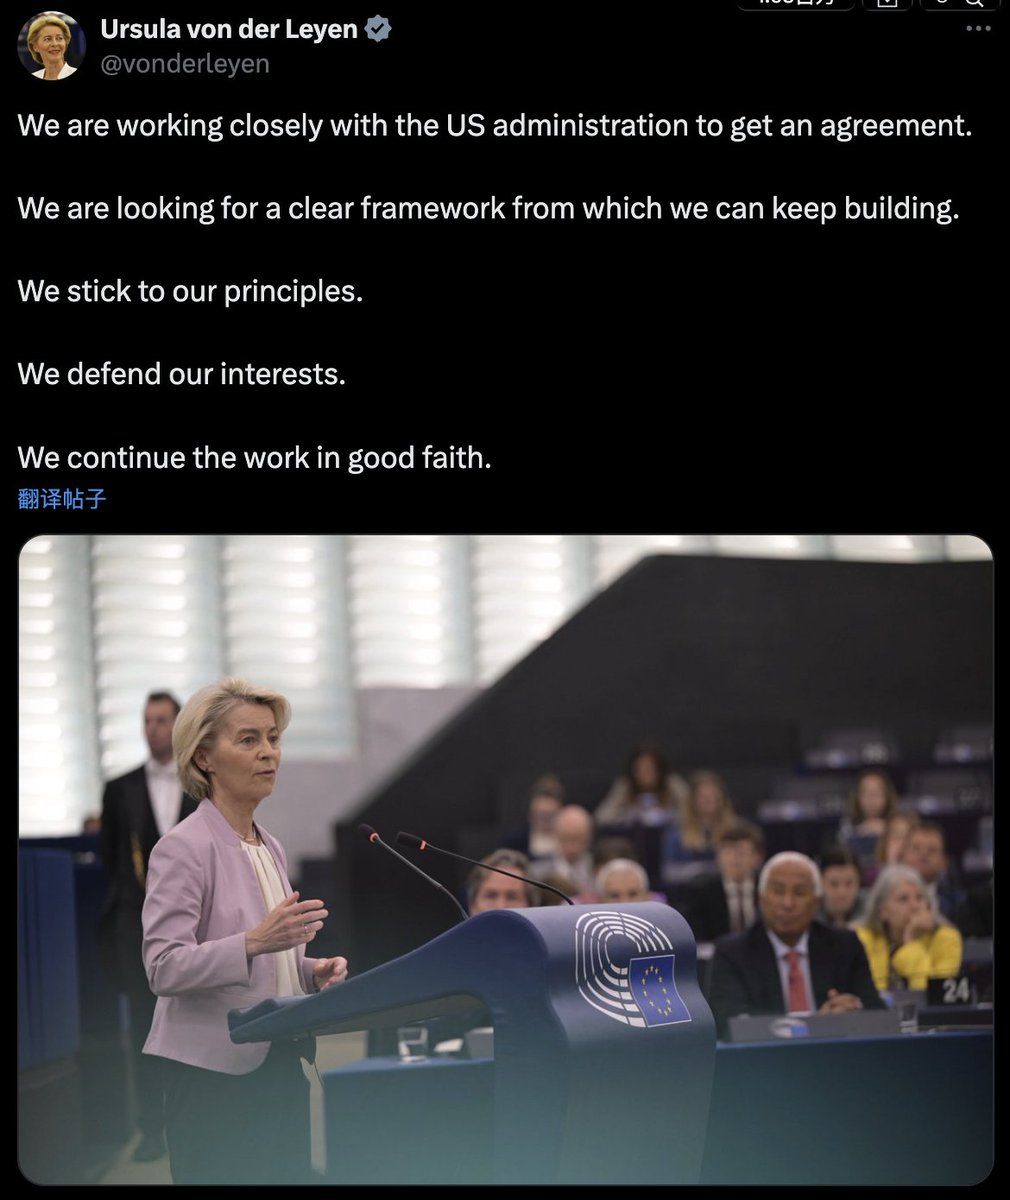 Ursula von der Leyen
@vonderleyen
We are working closely with the US administration to get an agreement.
We are looking for a clear framework from which we can keep building.
We stick to our principles.
We defend our interests.
We continue the work in good faith.
翻译帖子
24